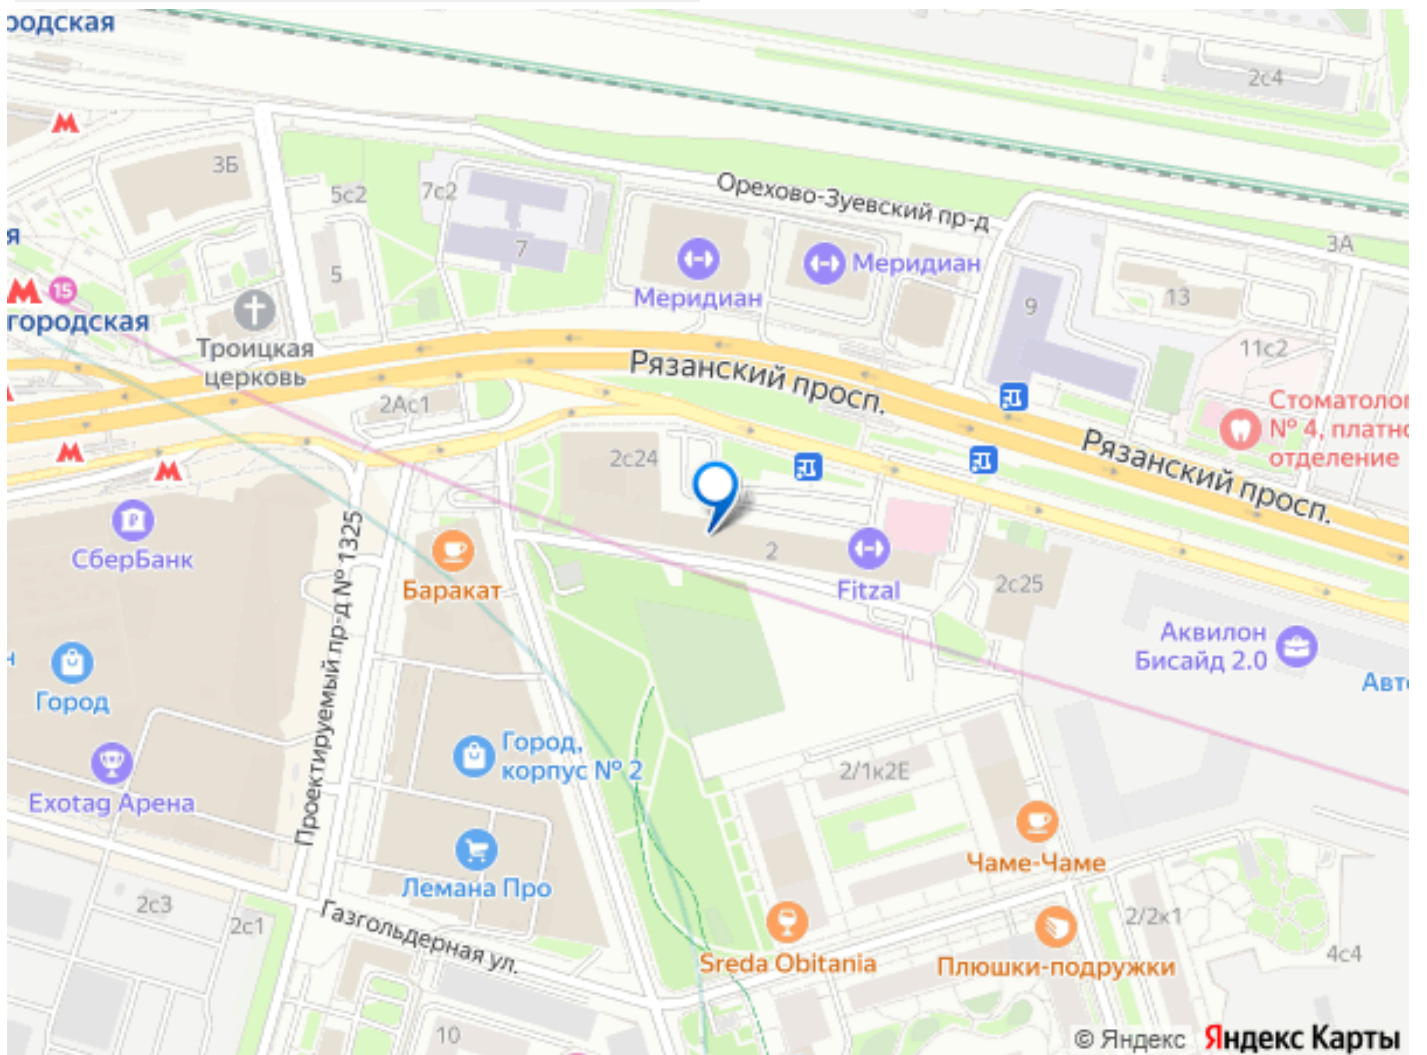 родская
2с4
3Б
5с2
7с2
Орехово-Зуевский пр-д
3А
я
7
5
Меридиан
Меридиан
9
13
15
городская
Троицкая
церковь
Рязанский просп.
11с2
2Ас1
Стоматолог
№ 4, платно
отделение
Рязанский просп.
2с24
СберБанк
Проектируемый пр-д № 1325
Баракат
2
Fitzal
2с25
Аквилон
Бисайд 2.0
Авто
н
Город
Город,
корпус № 2
2/1к2Е
Exotag Арена
Чаме-Чаме
Лемана Про
2с3
2с1
Газгольдерная ул.
2/2к1
Sreda Obitania
Плюшки-подружки
4с4
10
© Яндекс Яндекс Карты